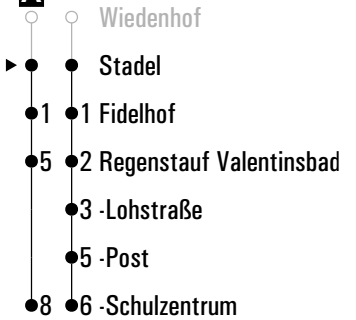 Wiedenhof
Stadel
1 1 Fidelhof
5 2 Regenstauf Valentinsbad
3 -Lohstraße
5 -Post
8 6 -Schulzentrum